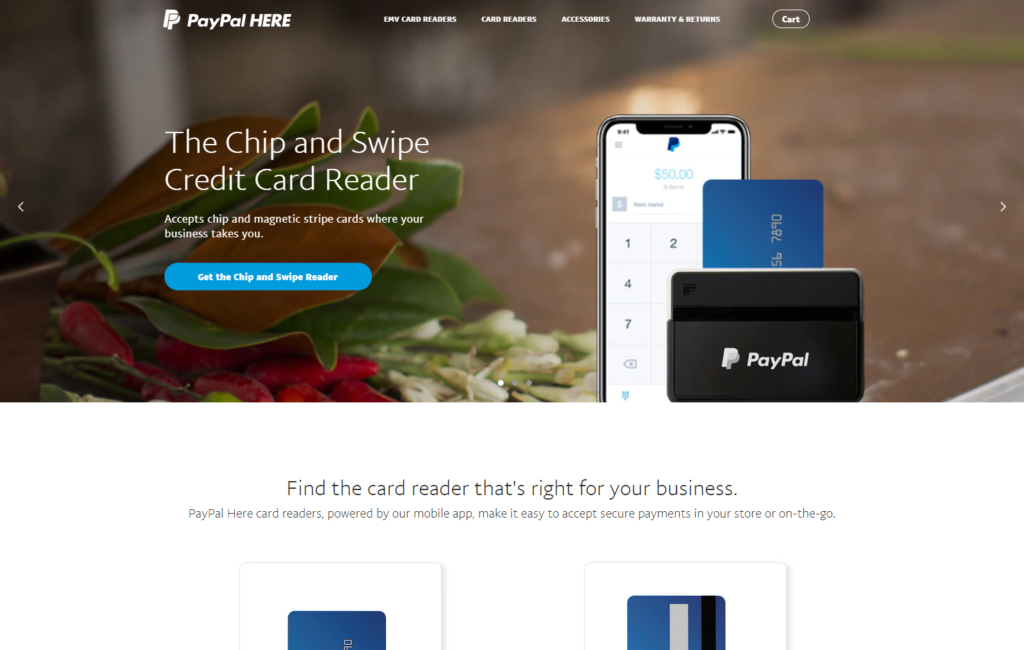 PayPal HERE
EMV CARD READERS
CARD READERS
ACCESSORIES
WARRANTY & RETURNS
Cart
The Chip and Swipe
Credit Card Reader
Accepts chip and magnetic stripe cards where your
business takes you.
Get the Chip and Swipe Reader
9:41
$50.00
$
Item name
1
2
4
7
56 7890
PayPal
Find the card reader that's right for your business.
PayPal Here card readers, powered by our mobile app, make it easy to accept secure payments in your store or on-the-go.